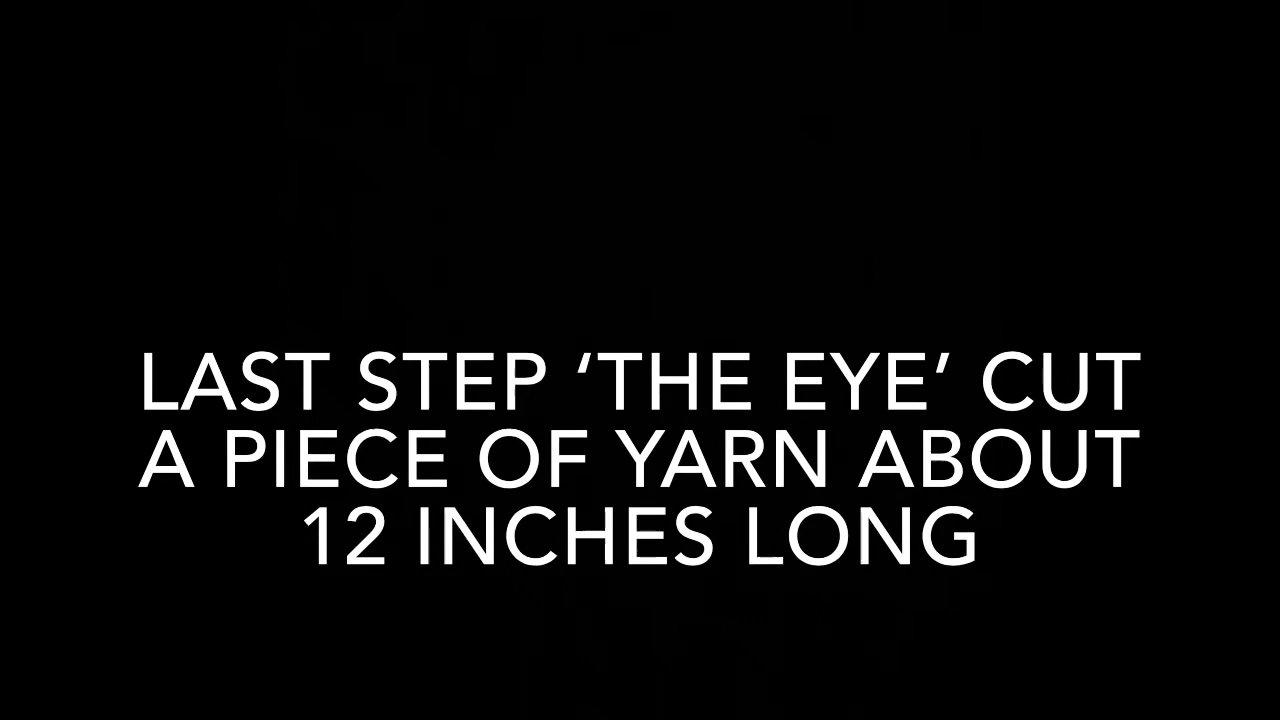 LAST STEP ‘THE EYE’ CUT
A PIECE OF YARN ABOUT
12 INCHES LONG